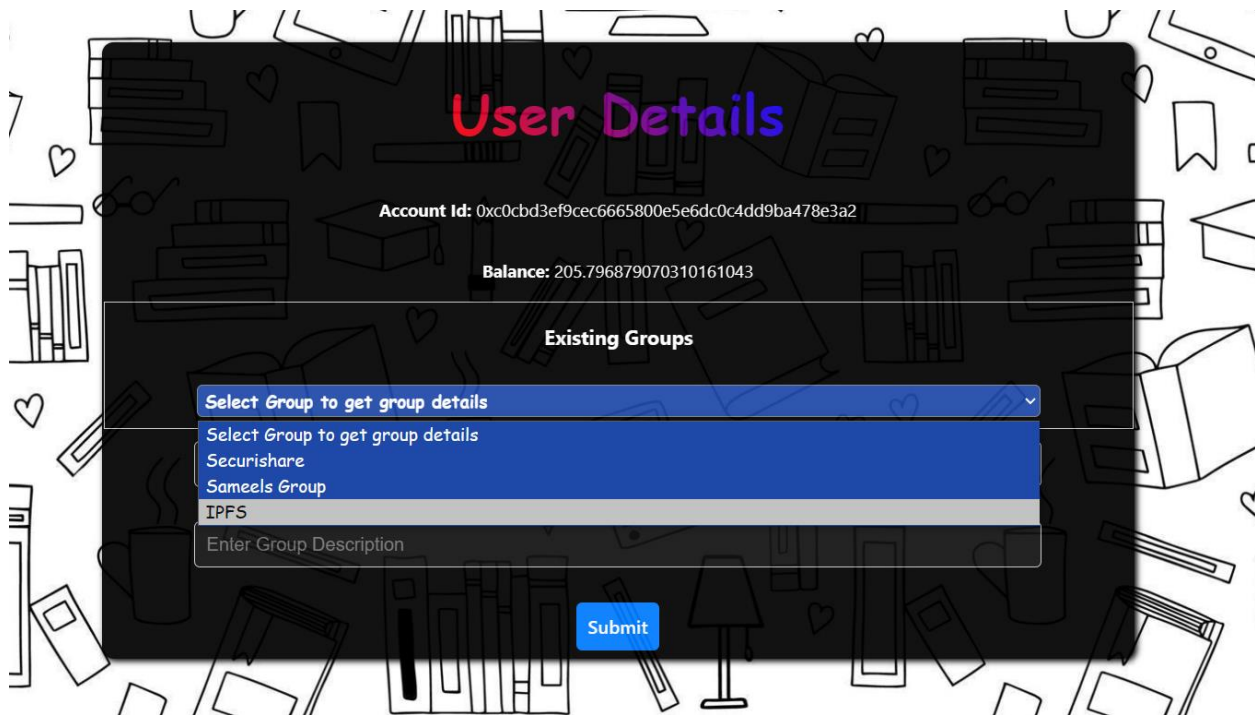 User Details
Account Id: 0xc0cbd3ef9cec6665800e5e6dc0c4dd9ba478e3a2
Balance: 205.796879070310161043
Existing Groups
Select Group to get group details
Select Group to get group details
Securishare
Sameels Group
IPFS
Enter Group Description
Submit